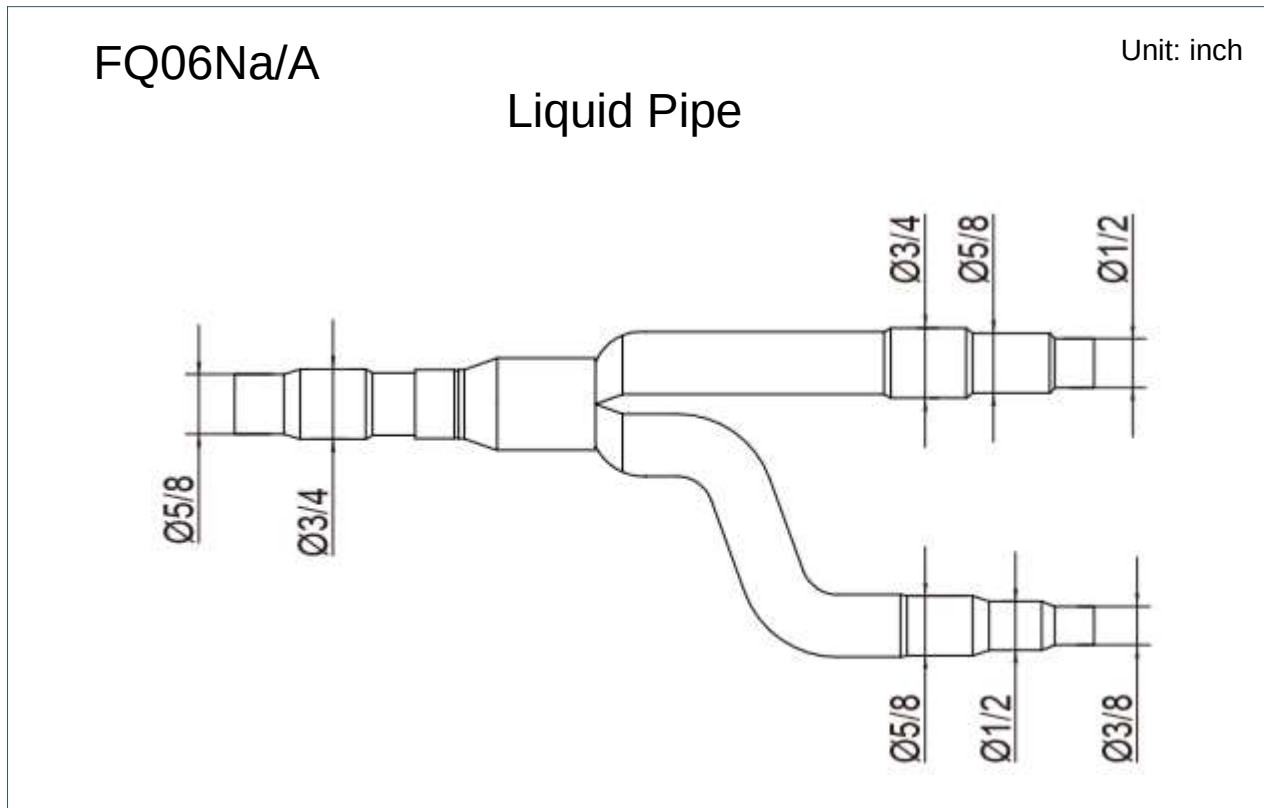 FQ06Na/A
Unit: inch
Liquid Pipe
Ø3/4
Ø5/8
Ø1/2
Ø5/8
Ø3/4
Ø5/8
Ø1/2
Ø3/8